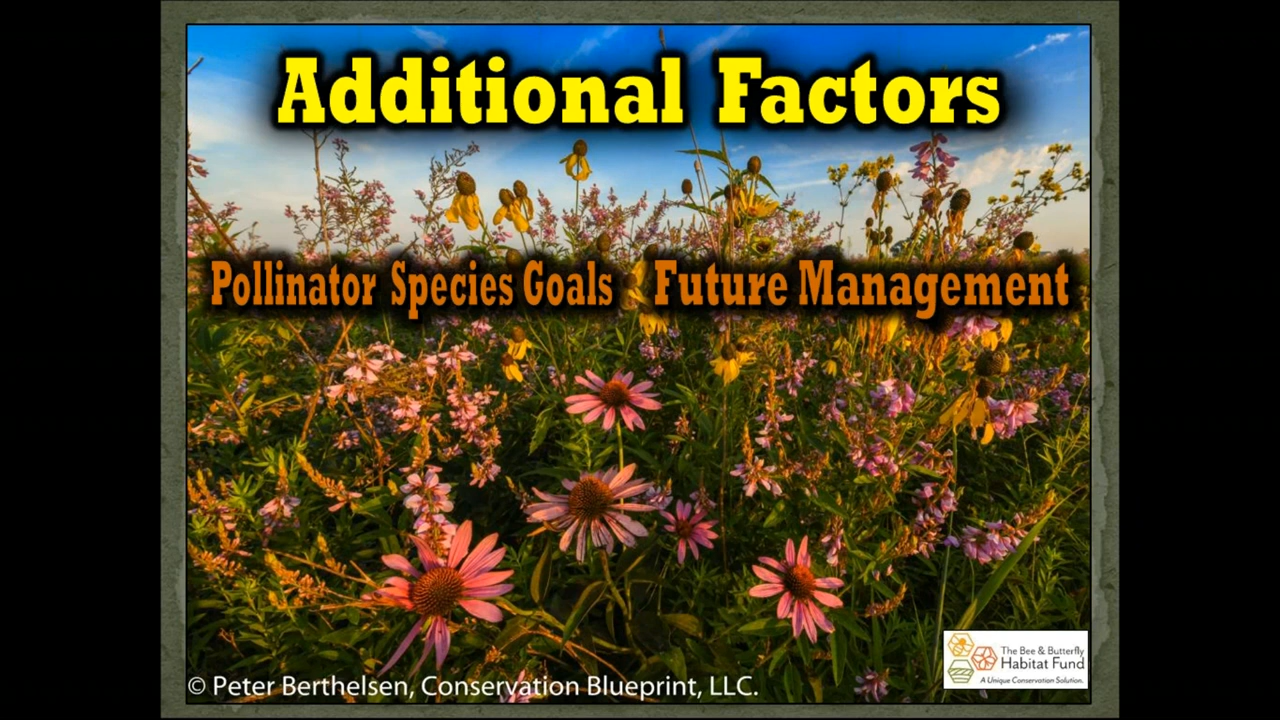 Additional Factors
Pollinator Species Goals Future Management
The Bee & Butterfly
Habitat Fund
A Unique Conservation Solution.
© Peter Berthelsen, Conservation Blueprint, LLC.